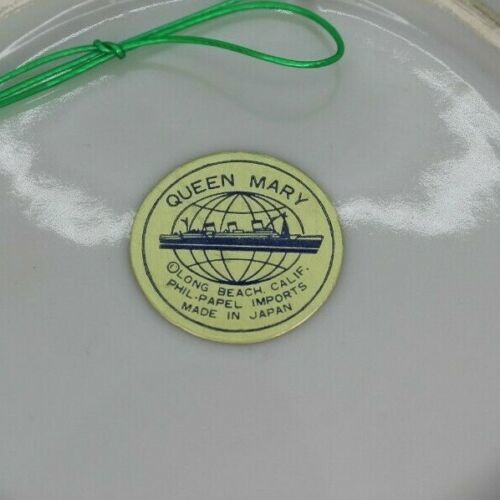 QUEEN MARY
©LONG BEACH, CALIF.
PHIL-PAPEL IMPORTS
MADE IN JAPAN